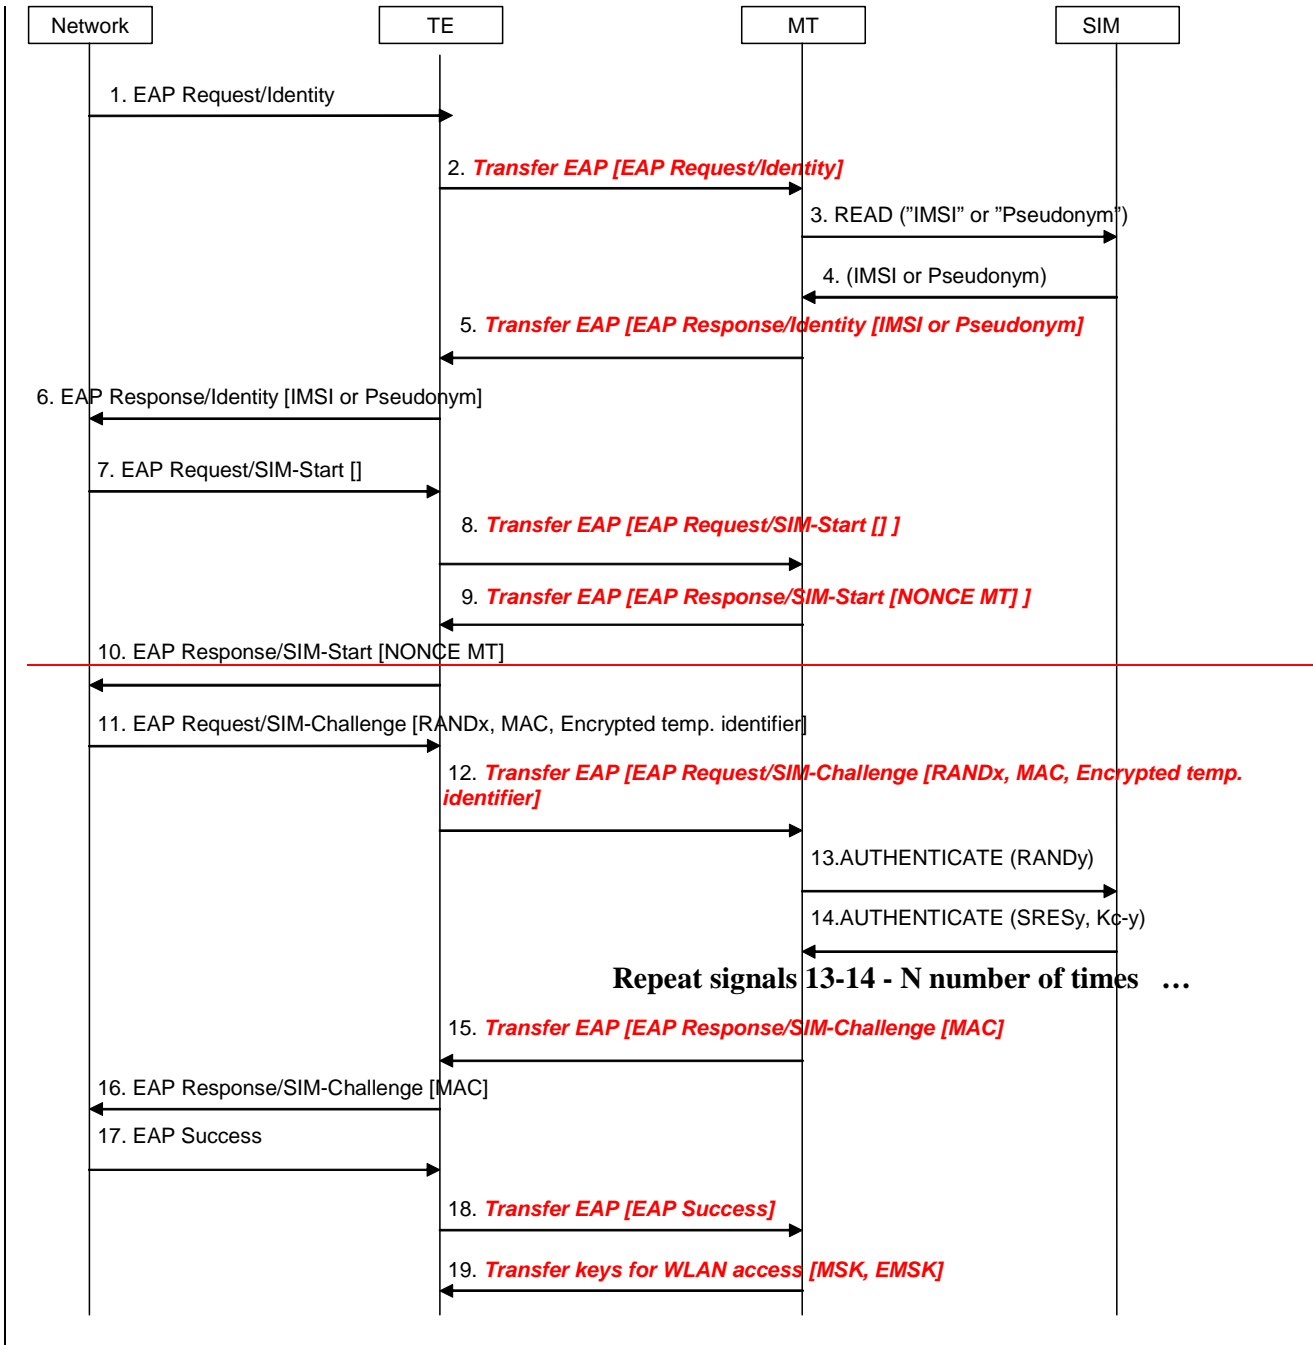 Network TE MT SIM
1. EAP Request/Identity
2. Transfer EAP [EAP Request/Identity]
3. READ (”IMSI” or ”Pseudonym”)
4. (IMSI or Pseudonym)
5. Transfer EAP [EAP Response/Identity [IMSI or Pseudonym]
6. EAP Response/Identity [IMSI or Pseudonym]
7. EAP Request/SIM-Start []
8. Transfer EAP [EAP Request/SIM-Start [] ]
9. Transfer EAP [EAP Response/SIM-Start [NONCE MT] ]
10. EAP Response/SIM-Start [NONCE MT]
11. EAP Request/SIM-Challenge [RANDx, MAC, Encrypted temp. identifier]
12. Transfer EAP [EAP Request/SIM-Challenge [RANDx, MAC, Encrypted temp.
identifier]
13.AUTHENTICATE (RANDy)
14.AUTHENTICATE (SRESy, Kc-y)
Repeat signals 13-14 - N number of times …
15. Transfer EAP [EAP Response/SIM-Challenge [MAC]
16. EAP Response/SIM-Challenge [MAC]
17. EAP Success
18. Transfer EAP [EAP Success]
19. Transfer keys for WLAN access [MSK, EMSK]